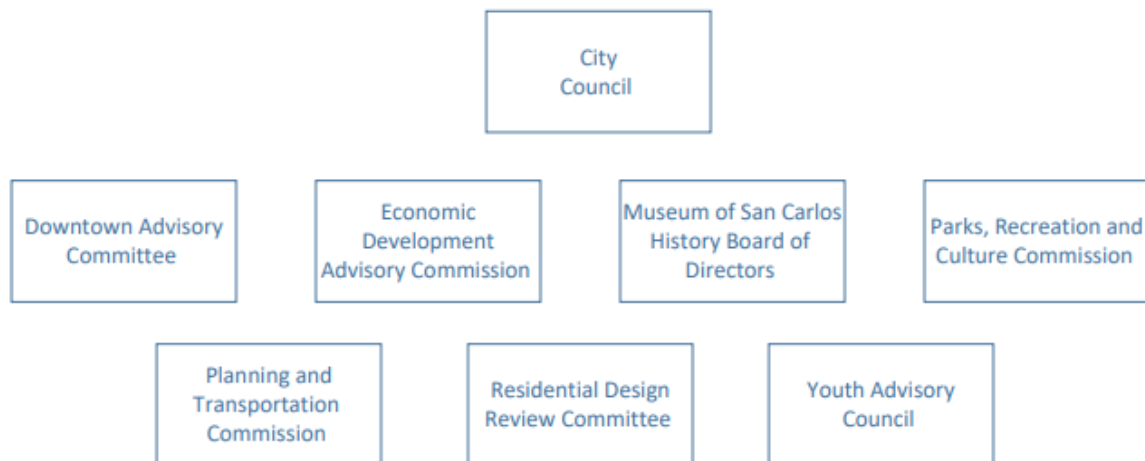 City
Council
Downtown Advisory
Committee
Economic
Development
Advisory Commission
Museum of San Carlos
History Board of
Directors
Parks, Recreation and
Culture Commission
Planning and
Transportation
Commission
Residential Design
Review Committee
Youth Advisory
Council